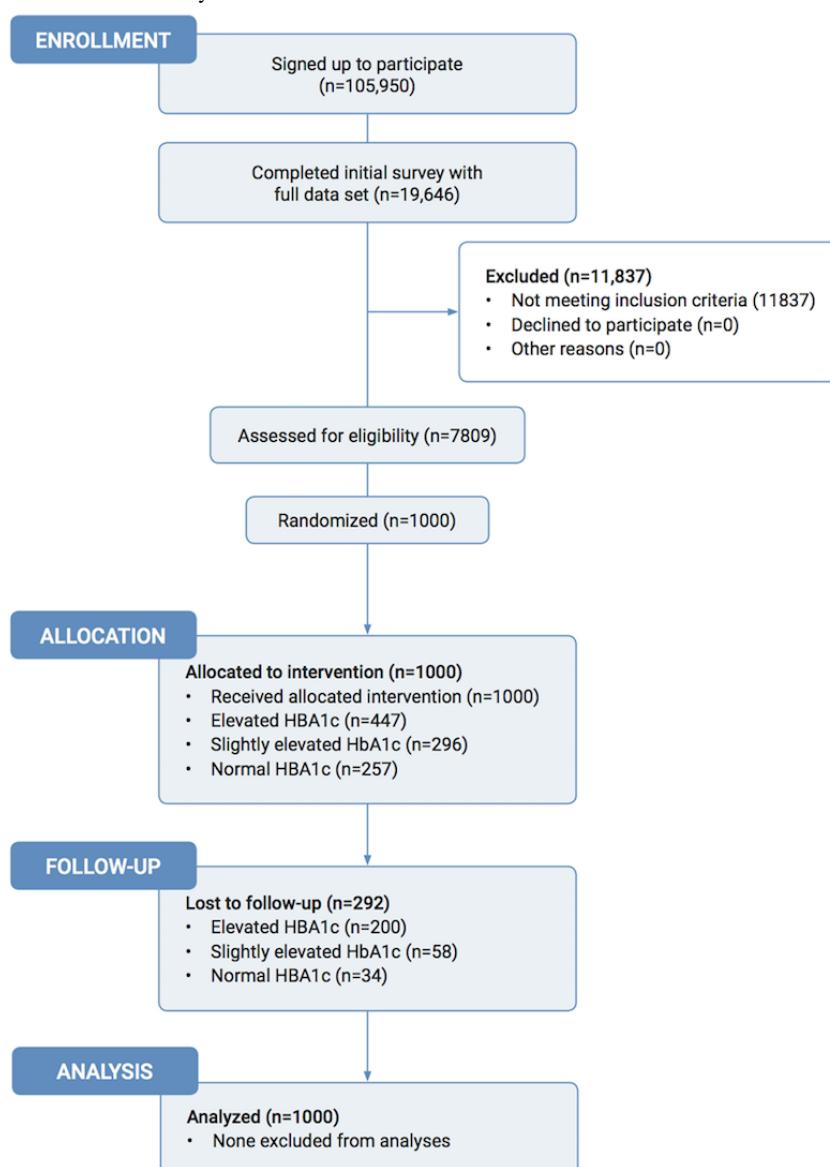 ENROLLMENT
Signed up to participate
(n=105,950)
Completed initial survey with
full data set (n=19,646)
Excluded (n=11,837)
• Not meeting inclusion criteria (11837)
• Declined to participate (n=0)
• Other reasons (n=0)
Assessed for eligibility (n=7809)
Randomized (n=1000)
ALLOCATION
Allocated to intervention (n=1000)
• Received allocated intervention (n=1000)
• Elevated HBA1c (n=447)
• Slightly elevated HbA1c (n=296)
• Normal HBA1c (n=257)
FOLLOW-UP
Lost to follow-up (n=292)
• Elevated HBA1c (n=200)
• Slightly elevated HbA1c (n=58)
• Normal HBA1c (n=34)
ANALYSIS
Analyzed (n=1000)
• None excluded from analyses